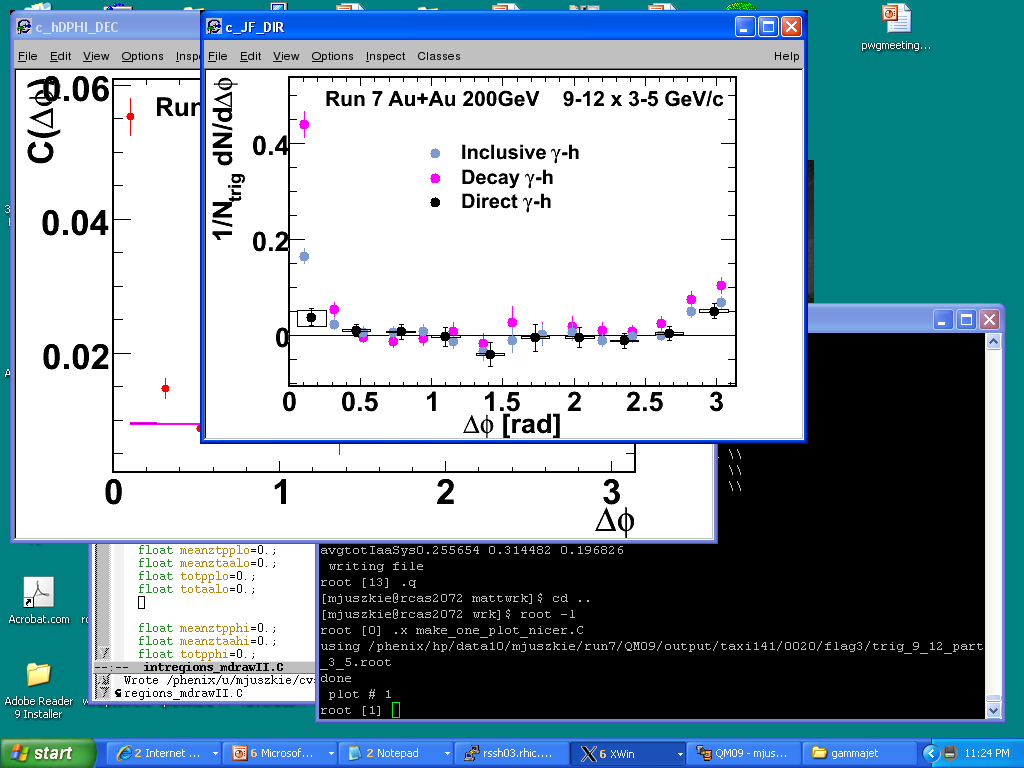 c_hDPHI_DEC
File Edit View Options Inspe
C(Δϕ)
0.06
0.04
0.02
Run
0 1 2 3
Δϕ
c_JF_DIR
File Edit View Options Inspect Classes Help
1/Ntrig dN/dΔϕ
Run 7 Au+Au 200GeV 9-12 x 3-5 GeV/c
Inclusive γ-h
Decay γ-h
Direct γ-h
0.4
0.2
0
0 0.5 1 1.5 2 2.5 3
Δϕ [rad]
pwgmeeting...
\\
\\
\\
float meanztpplo=0.;
float meanztaalo=0.;
float totpplo=0.;
float totaalo=0.;
float meanztpphi=0.;
float meanztaahi=0.;
float totpphi=0.;
--:-- intregions_mdrawII.C
Wrote /phenix/u/mjuszkie/cvs
regions_mdrawII.C
avgtotIaaSys0.255654 0.314482 0.196826
writing file
root [13] .q
[mjuszkie@rcas2072 mattwrk]$ cd ..
[mjuszkie@rcas2072 wrk]$ root -l
root [0] .x make_one_plot_nicer.C
using /phenix/hp/data10/mjuszkie/run7/QM09/output/taxi141/0020/flag3/trig_9_12_part
_3_5.root
done
plot # 1
root [1]
Acrobat.com
Adobe Reader
9 Installer
start
2 Internet ...
6 Microsof...
2 Notepad
rssh03.rhic....
6 XWin
QM09 - mjus...
gammajet
11:24 PM